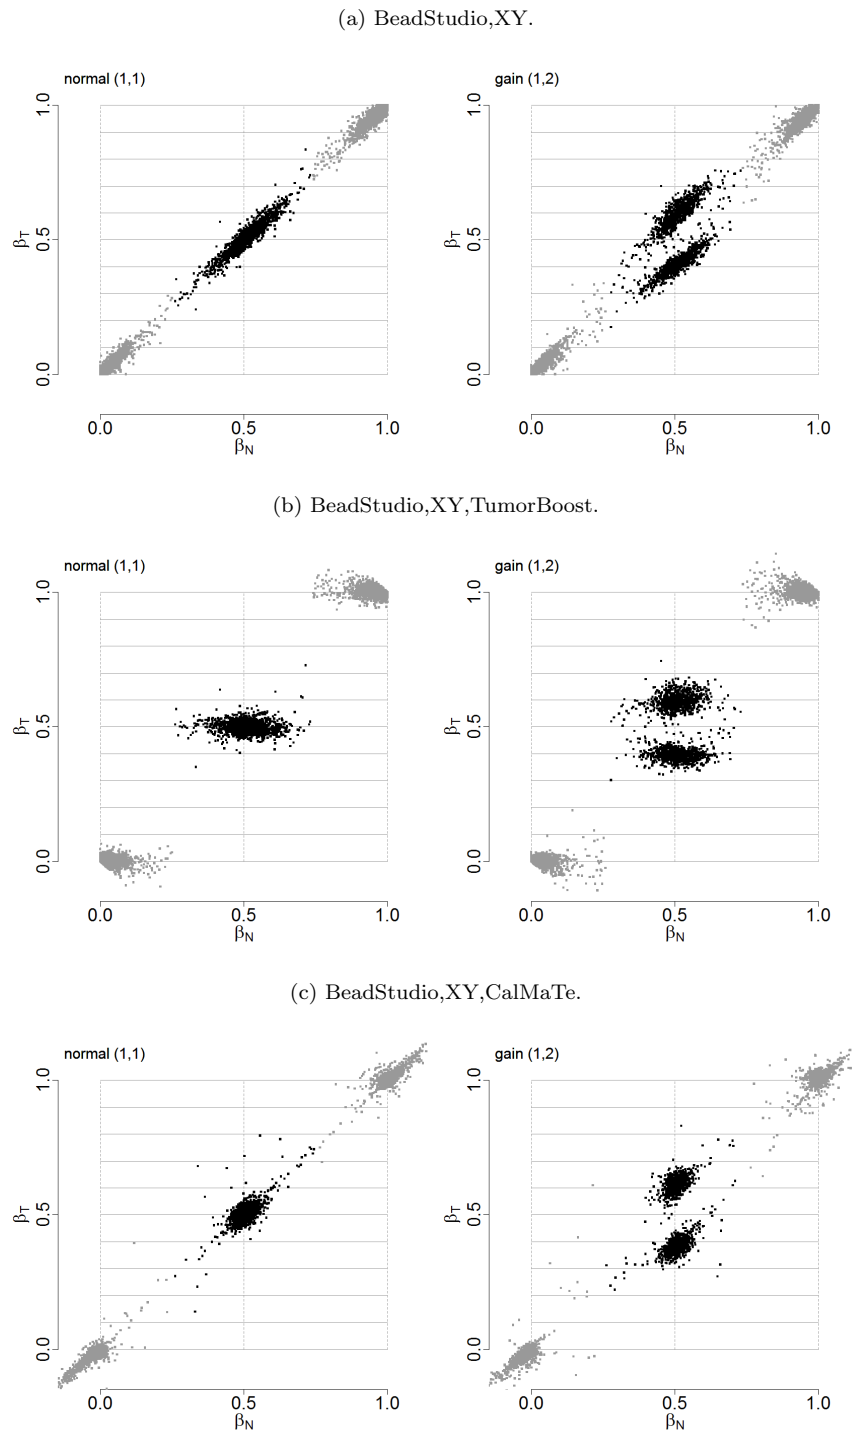 (a) BeadStudio,XY.
normal (1,1)
gain (1,2)
1.0
0.5
0.0
βT
0.0 0.5 1.0
βN
1.0
0.5
0.0
βT
0.0 0.5 1.0
βN
(b) BeadStudio,XY,TumorBoost.
normal (1,1)
gain (1,2)
1.0
0.5
0.0
βT
0.0 0.5 1.0
βN
1.0
0.5
0.0
βT
0.0 0.5 1.0
βN
(c) BeadStudio,XY,CalMaTe.
normal (1,1)
gain (1,2)
1.0
0.5
0.0
βT
0.0 0.5 1.0
βN
1.0
0.5
0.0
βT
0.0 0.5 1.0
βN